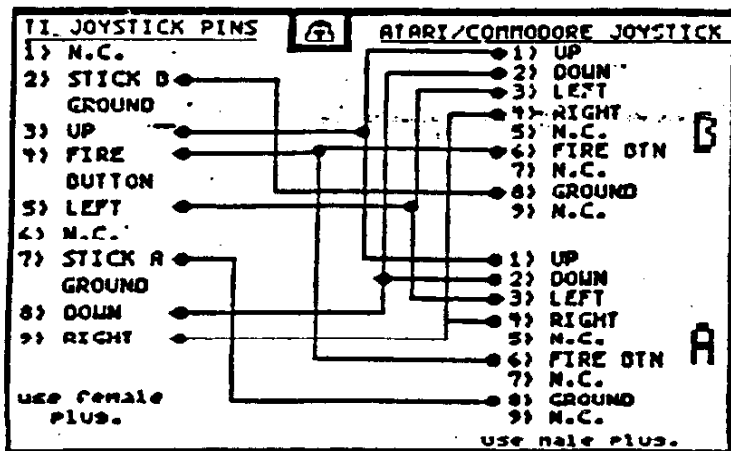 TI JOYSTICK PINS
1) N.C.
2) STICK B
GROUND
3) UP
4) FIRE
BUTTON
5) LEFT
6) N.C.
7) STICK A
GROUND
8) DOWN
9) RIGHT
use female
plus.
ATARI/COMMODORE JOYSTICK
1) UP
2) DOWN
3) LEFT
4) RIGHT
5) N.C.
6) FIRE BTN
7) N.C.
8) GROUND
9) N.C.
B
1) UP
2) DOWN
3) LEFT
4) RIGHT
5) N.C.
6) FIRE BTN
7) N.C.
8) GROUND
9) N.C.
A
use male plus.